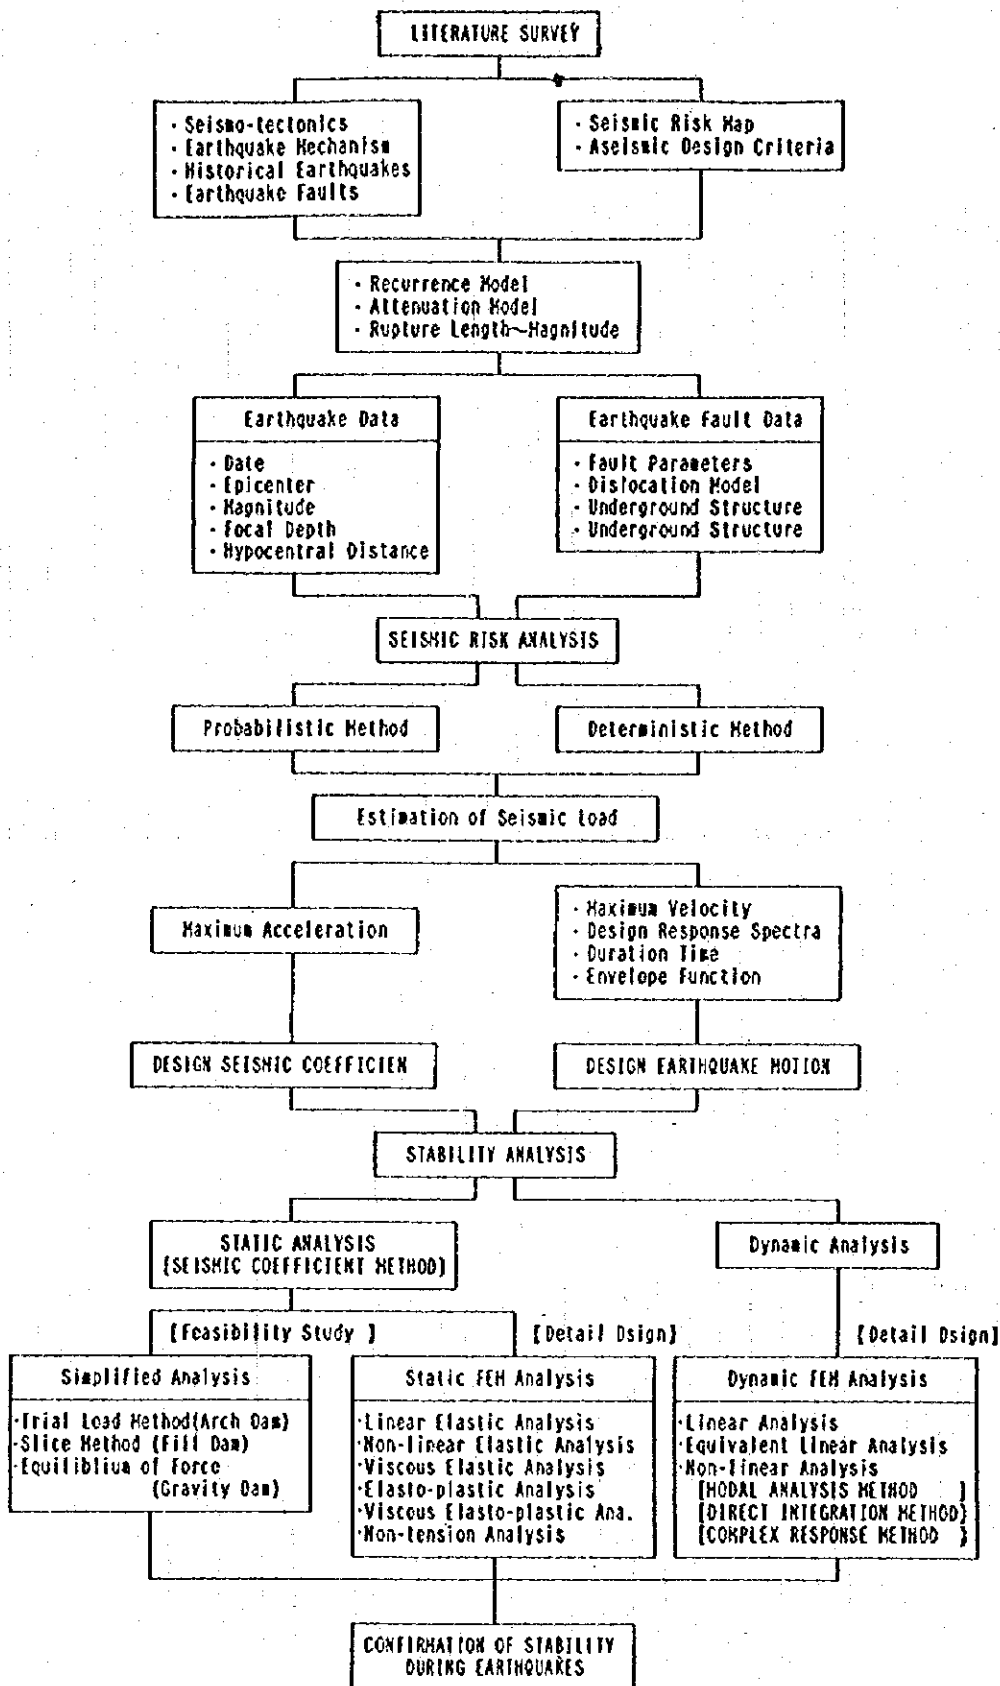 LITERATURE SURVEY
· Seismo-tectonics
· Earthquake Mechanism
· Historical Earthquakes
· Earthquake Faults
· Seismic Risk Map
· Aseismic Design Criteria
· Recurrence Model
· Attenuation Model
· Rupture Length~Magnitude
Earthquake Data
· Date
· Epicenter
· Magnitude
· Focal Depth
· Hypocentral Distance
Earthquake Fault Data
· Fault Parameters
· Dislocation Model
· Underground Structure
· Underground Structure
SEISMIC RISK ANALYSIS
Probabilistic Method
Deterministic Method
Estimation of Seismic Load
Maximum Acceleration
· Maximum Velocity
· Design Response Spectra
· Duration Time
· Envelope Function
DESIGN SEISMIC COEFFICIEN
DESIGN EARTHQUAKE MOTION
STABILITY ANALYSIS
STATIC ANALYSIS
[SEISMIC COEFFICIENT METHOD]
Dynamic Analysis
[Feasibility Study ]
[Detail Dsign]
[Detail Dsign]
Simplified Analysis
·Trial Load Method(Arch Dam)
·Slice Method (Fill Dam)
·Equiliblium of Force
(Gravity Dam)
Static FEM Analysis
·Linear Elastic Analysis
·Non-linear Elastic Analysis
·Viscous Elastic Analysis
·Elasto-plastic Analysis
·Viscous Elasto-plastic Ana.
·Non-tension Analysis
Dynamic FEM Analysis
·Linear Analysis
·Equivalent Linear Analysis
·Non-linear Analysis
[MODAL ANALYSIS METHOD ]
[DIRECT INTEGRATION METHOD]
[COMPLEX RESPONSE METHOD ]
CONFIRMATION OF STABILITY
DURING EARTHQUAKES